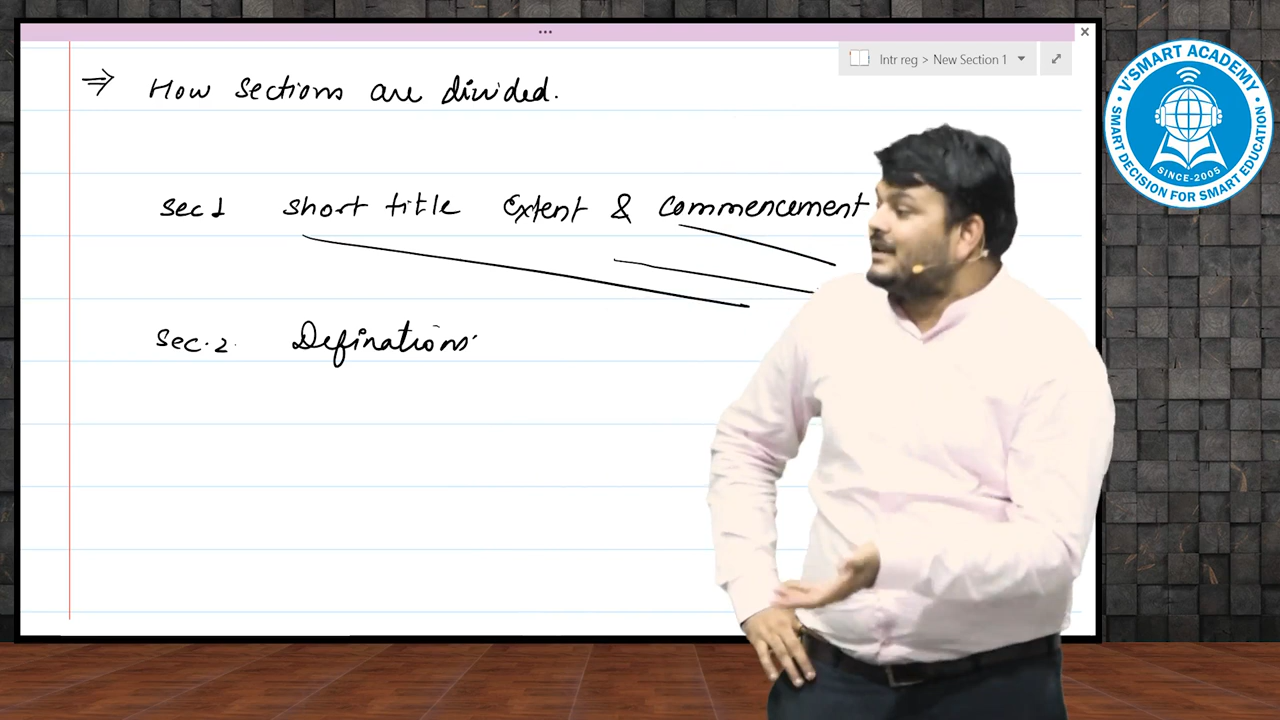 ...
Intr reg > New Section 1
⇒ How sections are divided.
sec 1 short title Extent & Commencement
sec. 2. Definations
V'SMART ACADEMY
SINCE-2005
SMART DECISION FOR SMART EDUCATION